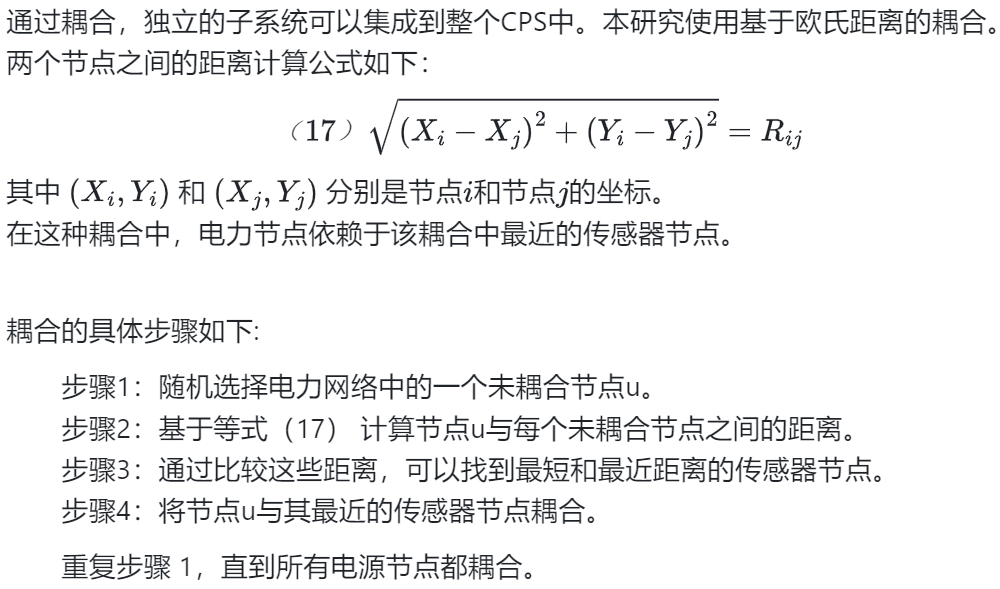 通过耦合，独立的子系统可以集成到整个CPS中。本研究使用基于欧氏距离的耦合。
两个节点之间的距离计算公式如下：
（17）√(X_i − X_j)^2 + (Y_i − Y_j)^2 = R_ij
其中 (X_i, Y_i) 和 (X_j, Y_j) 分别是节点i和节点j的坐标。
在这种耦合中，电力节点依赖于该耦合中最近的传感器节点。
耦合的具体步骤如下:
步骤1：随机选择电力网络中的一个未耦合节点u。
步骤2：基于等式（17） 计算节点u与每个未耦合节点之间的距离。
步骤3：通过比较这些距离，可以找到最短和最近距离的传感器节点。
步骤4：将节点u与其最近的传感器节点耦合。
重复步骤 1，直到所有电源节点都耦合。